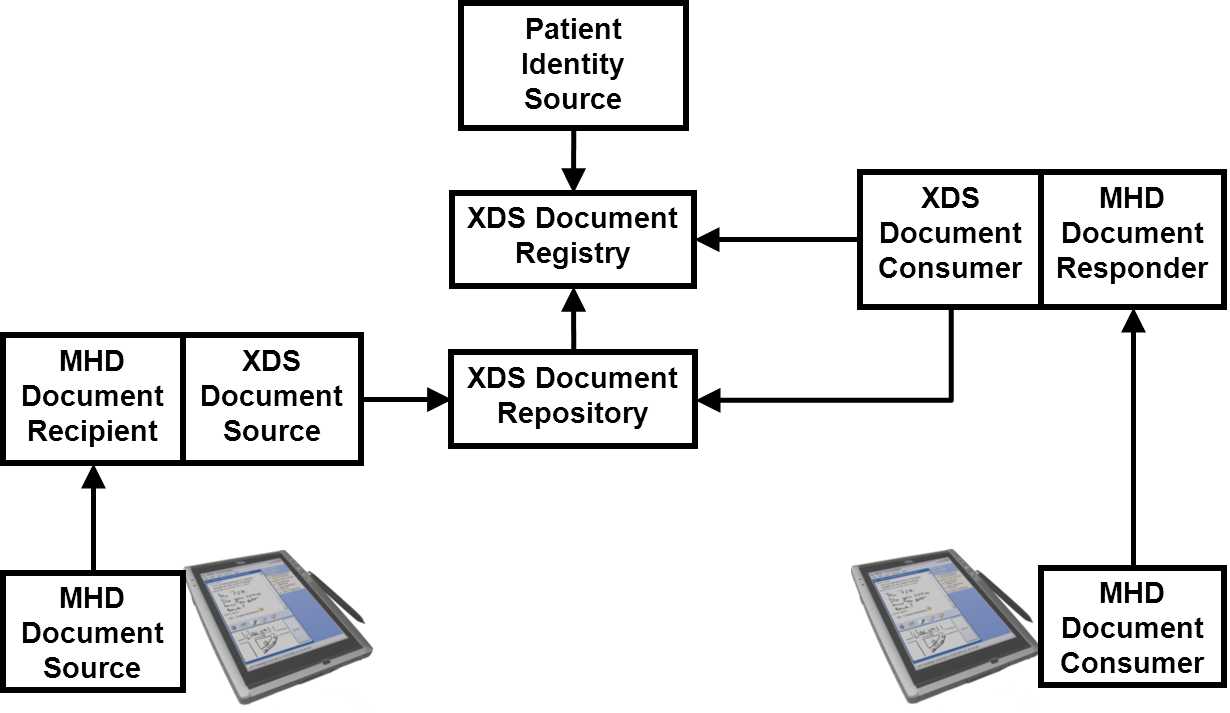 Patient
Identity
Source
XDS Document
Registry
XDS
Document
Consumer
MHD
Document
Responder
MHD
Document
Recipient
XDS
Document
Source
XDS Document
Repository
MHD
Document
Source
MHD
Document
Consumer